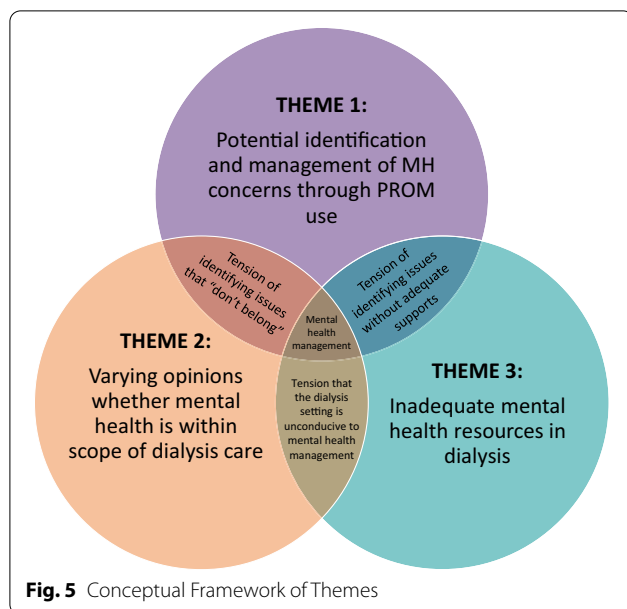 THEME 1:
Potential identification
and management of MH
concerns through PROM
use
Tension of
identifying issues
that "don't belong"
Tension of
identifying issues
without adequate
supports
Mental
health
management
THEME 2:
Varying opinions
whether mental
health is within
scope of dialysis care
Tension that
the dialysis
setting is
unconducive to
mental health
management
THEME 3:
Inadequate mental
health resources in
dialysis
Fig. 5 Conceptual Framework of Themes